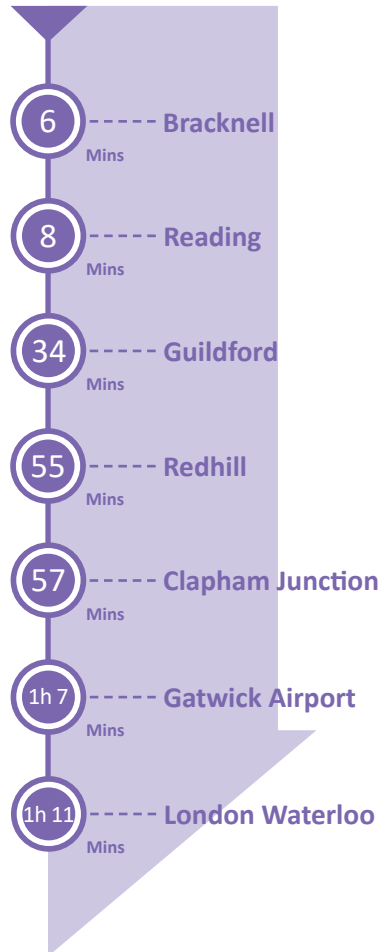 6 Bracknell
Mins
8 Reading
Mins
34 Guildford
Mins
55 Redhill
Mins
57 Clapham Junction
Mins
1h 7 Gatwick Airport
Mins
1h 11 London Waterloo
Mins